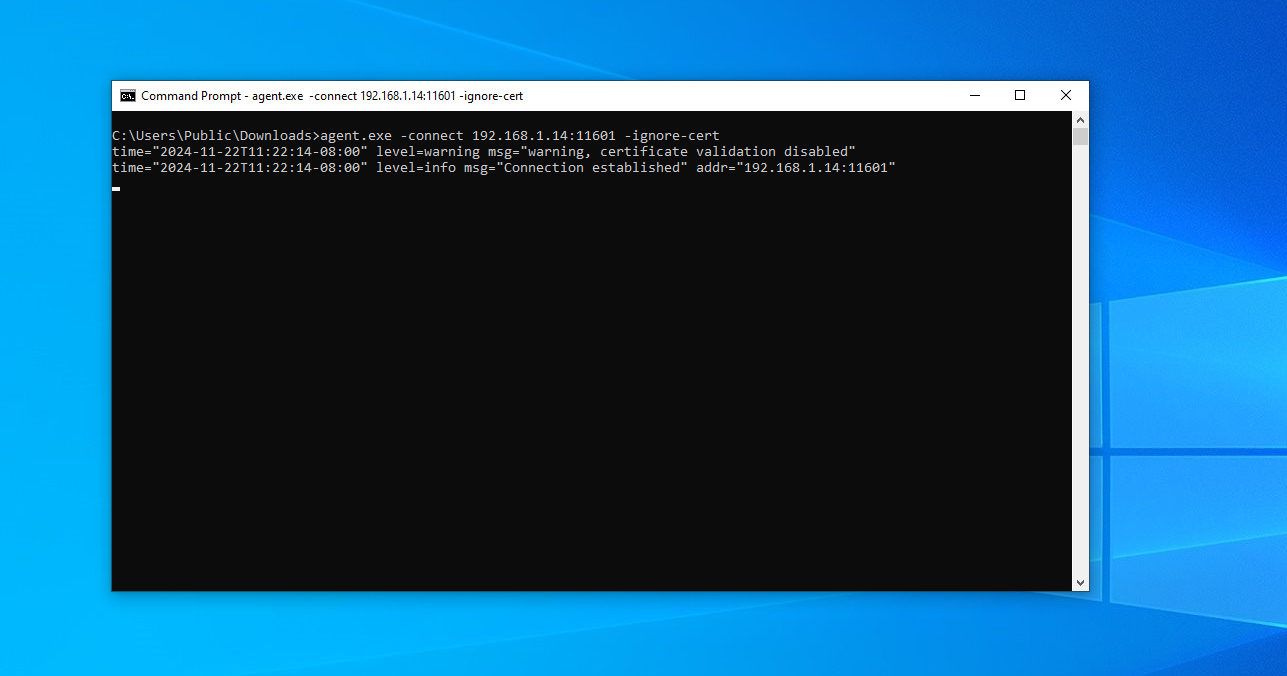 Command Prompt - agent.exe  -connect 192.168.1.14:11601 -ignore-cert
C:\Users\Public\Downloads>agent.exe -connect 192.168.1.14:11601 -ignore-cert
time="2024-11-22T11:22:14-08:00" level=warning msg="warning, certificate validation disabled"
time="2024-11-22T11:22:14-08:00" level=info msg="Connection established" addr="192.168.1.14:11601"